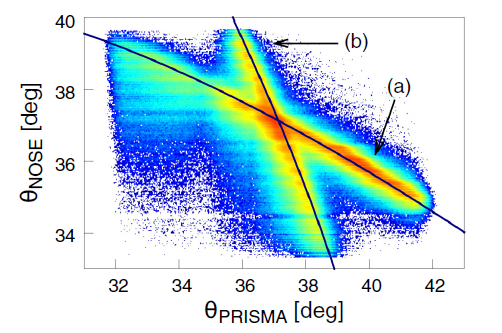 40
(b)
38
(a)
θNOSE [deg]
36
34
32 34 36 38 40 42
θPRISMA [deg]